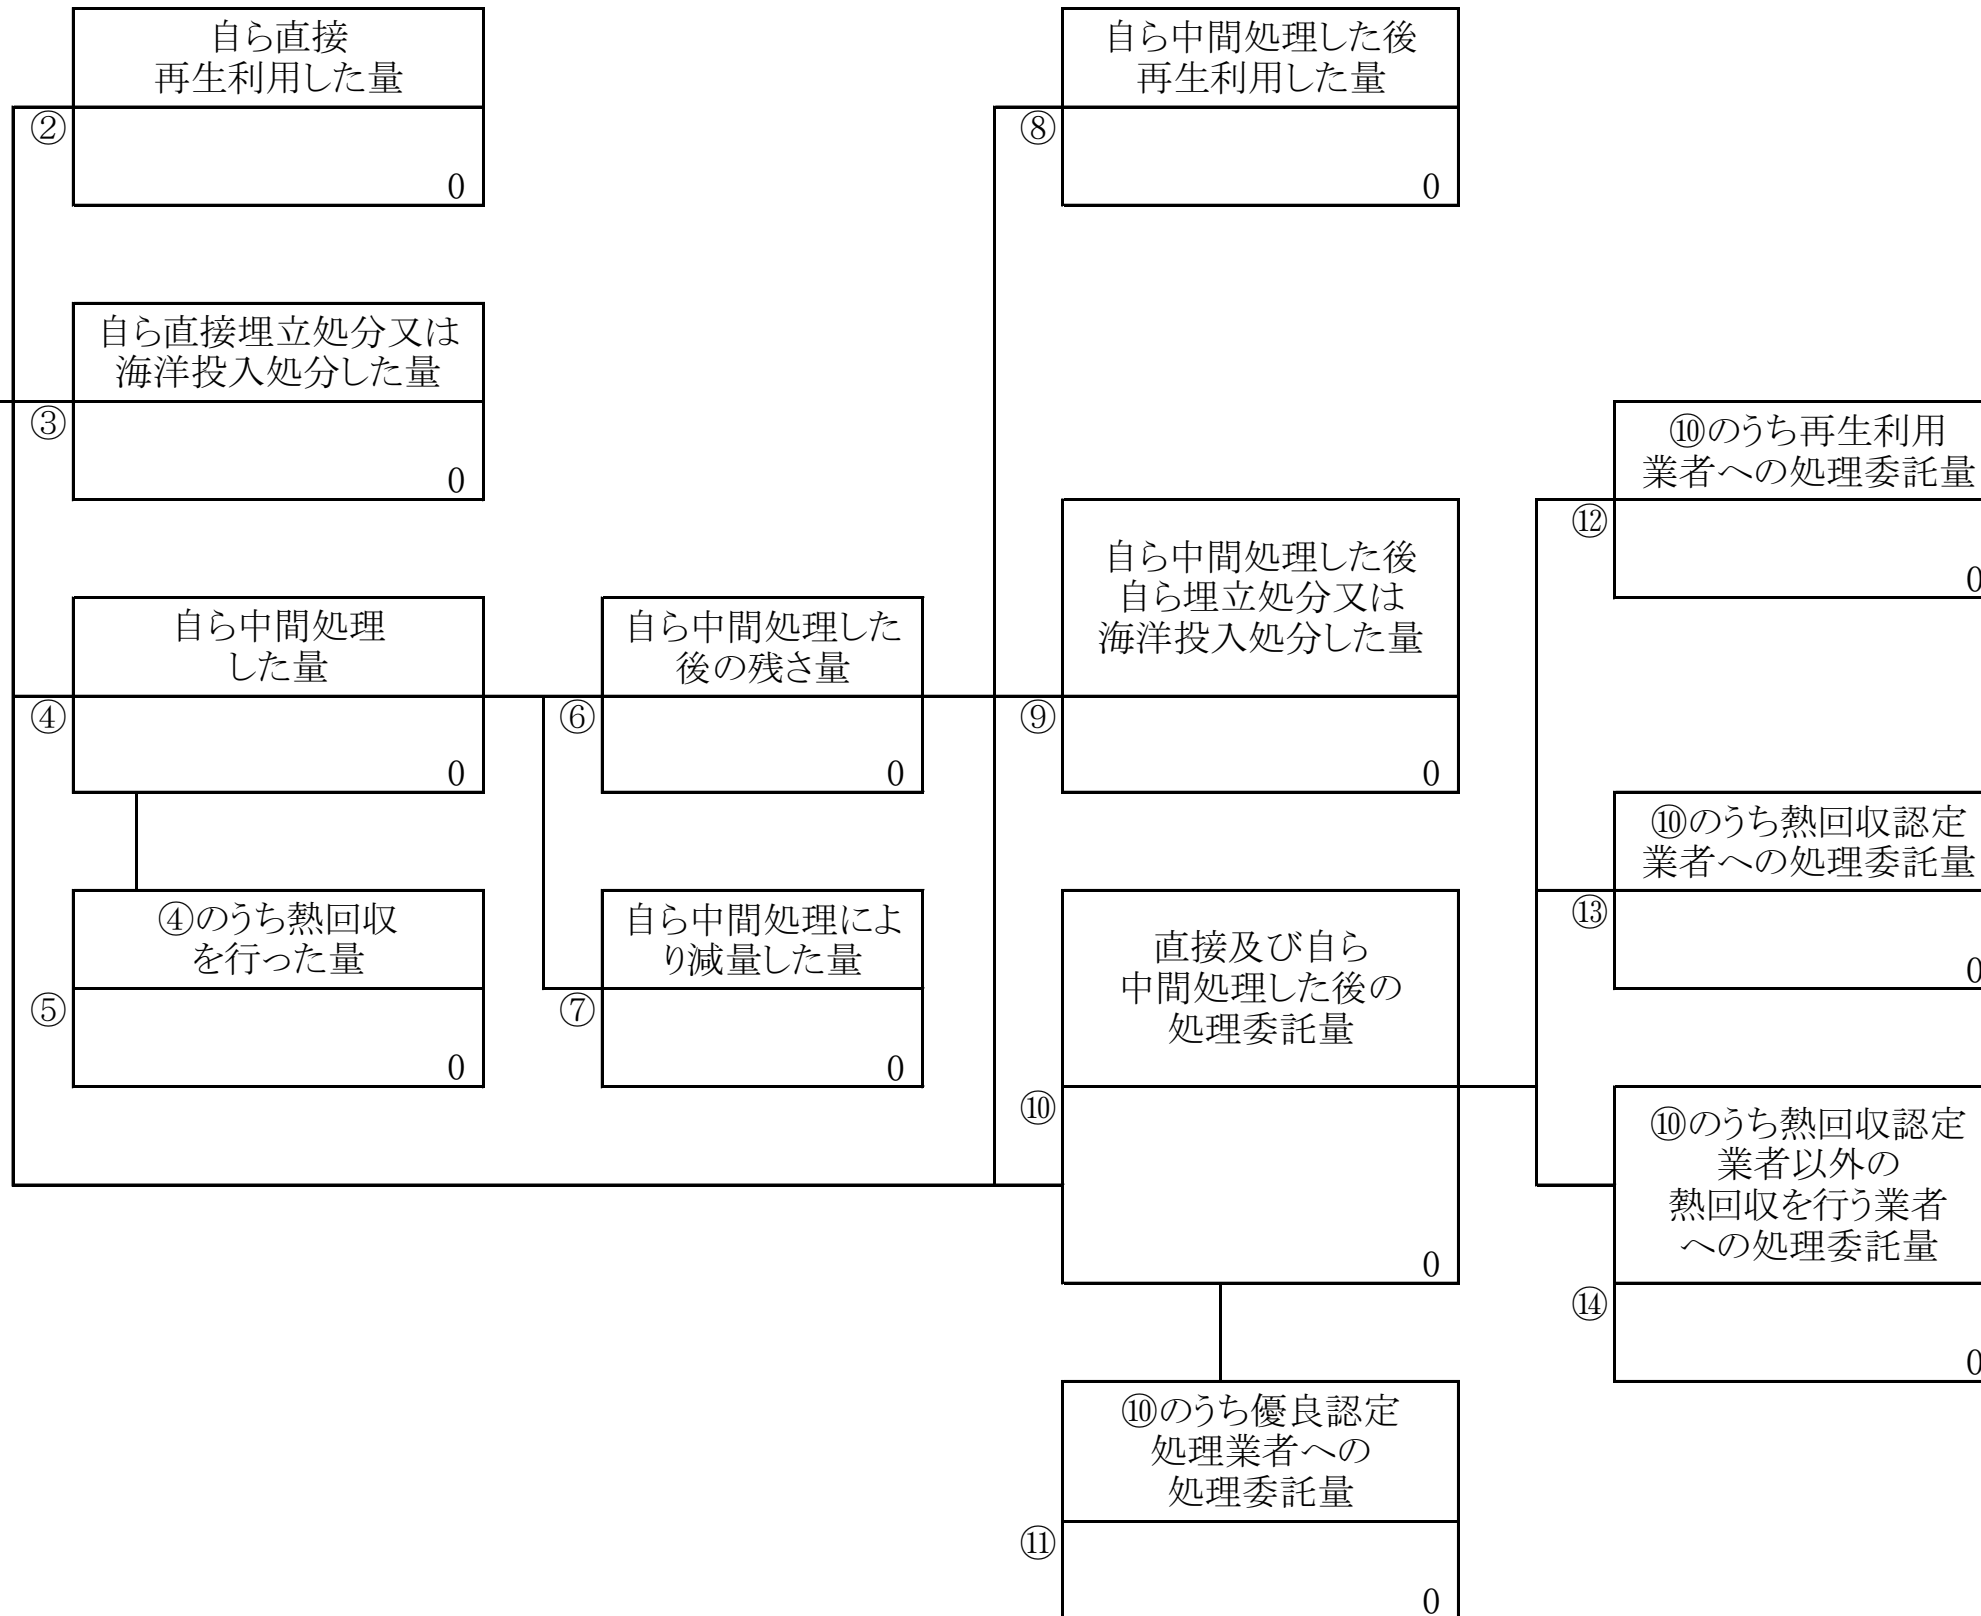 自ら直接
再生利用した量
②
0
自ら中間処理した後
再生利用した量
⑧
0
自ら直接埋立処分又は
海洋投入処分した量
③
0
⑩のうち再生利用
業者への処理委託量
⑫
0
自ら中間処理した後
自ら埋立処分又は
海洋投入処分した量
⑨
0
自ら中間処理
した量
④
0
自ら中間処理した
後の残さ量
⑥
0
⑩のうち熱回収認定
業者への処理委託量
⑬
0
④のうち熱回収
を行った量
⑤
0
自ら中間処理によ
り減量した量
⑦
0
直接及び自ら
中間処理した後の
処理委託量
⑩
0
⑩のうち熱回収認定
業者以外の
熱回収を行う業者
への処理委託量
⑭
0
⑩のうち優良認定
処理業者への
処理委託量
⑪
0